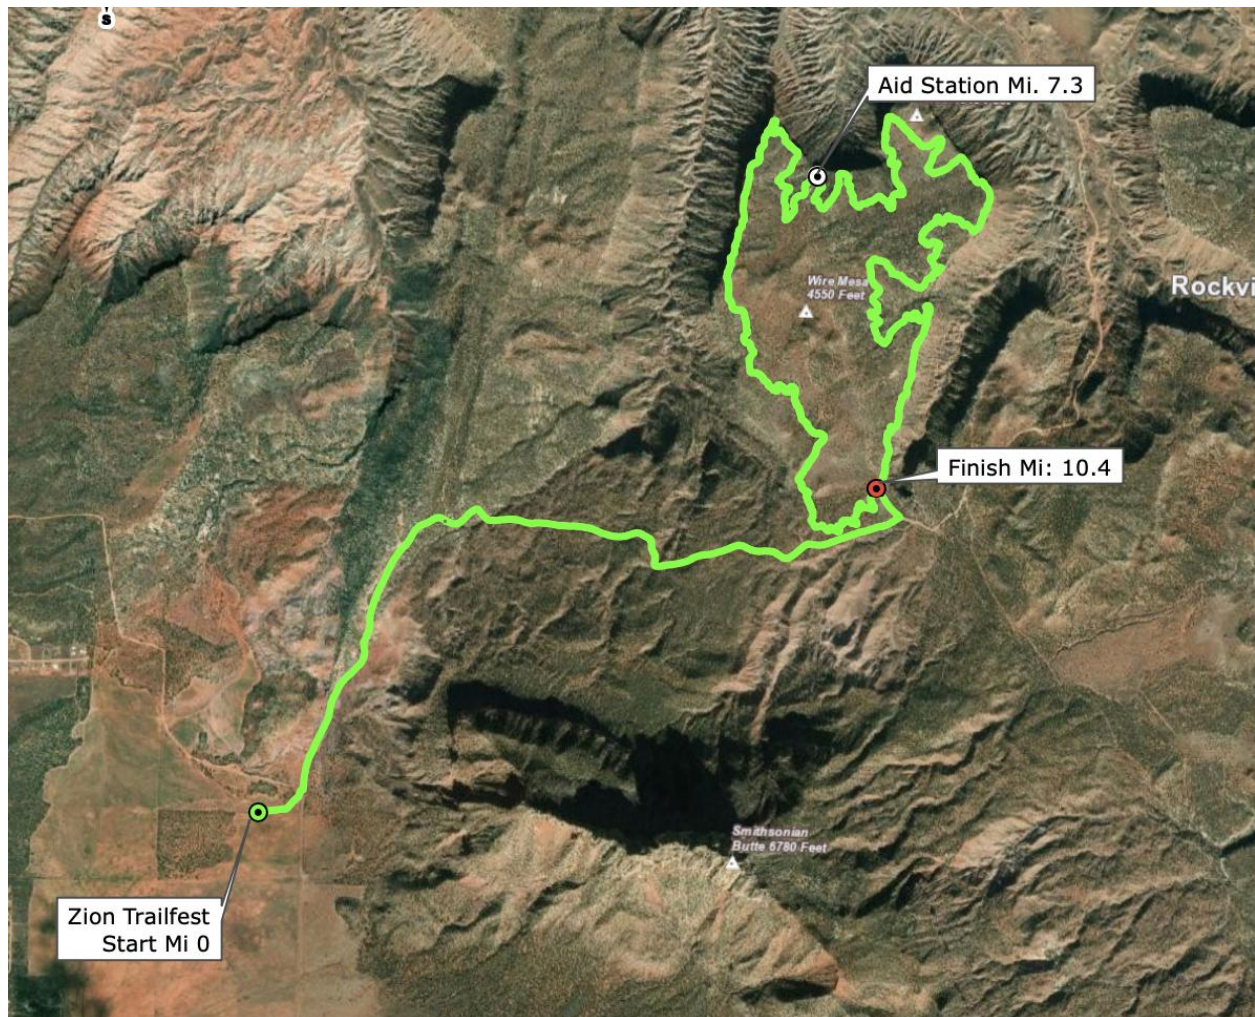 s
Aid Station Mi. 7.3
Wire Mesa
4550 Feet
Rockvi
Finish Mi: 10.4
Smithsonian
Butte 6780 Feet
Zion Trailfest
Start Mi 0